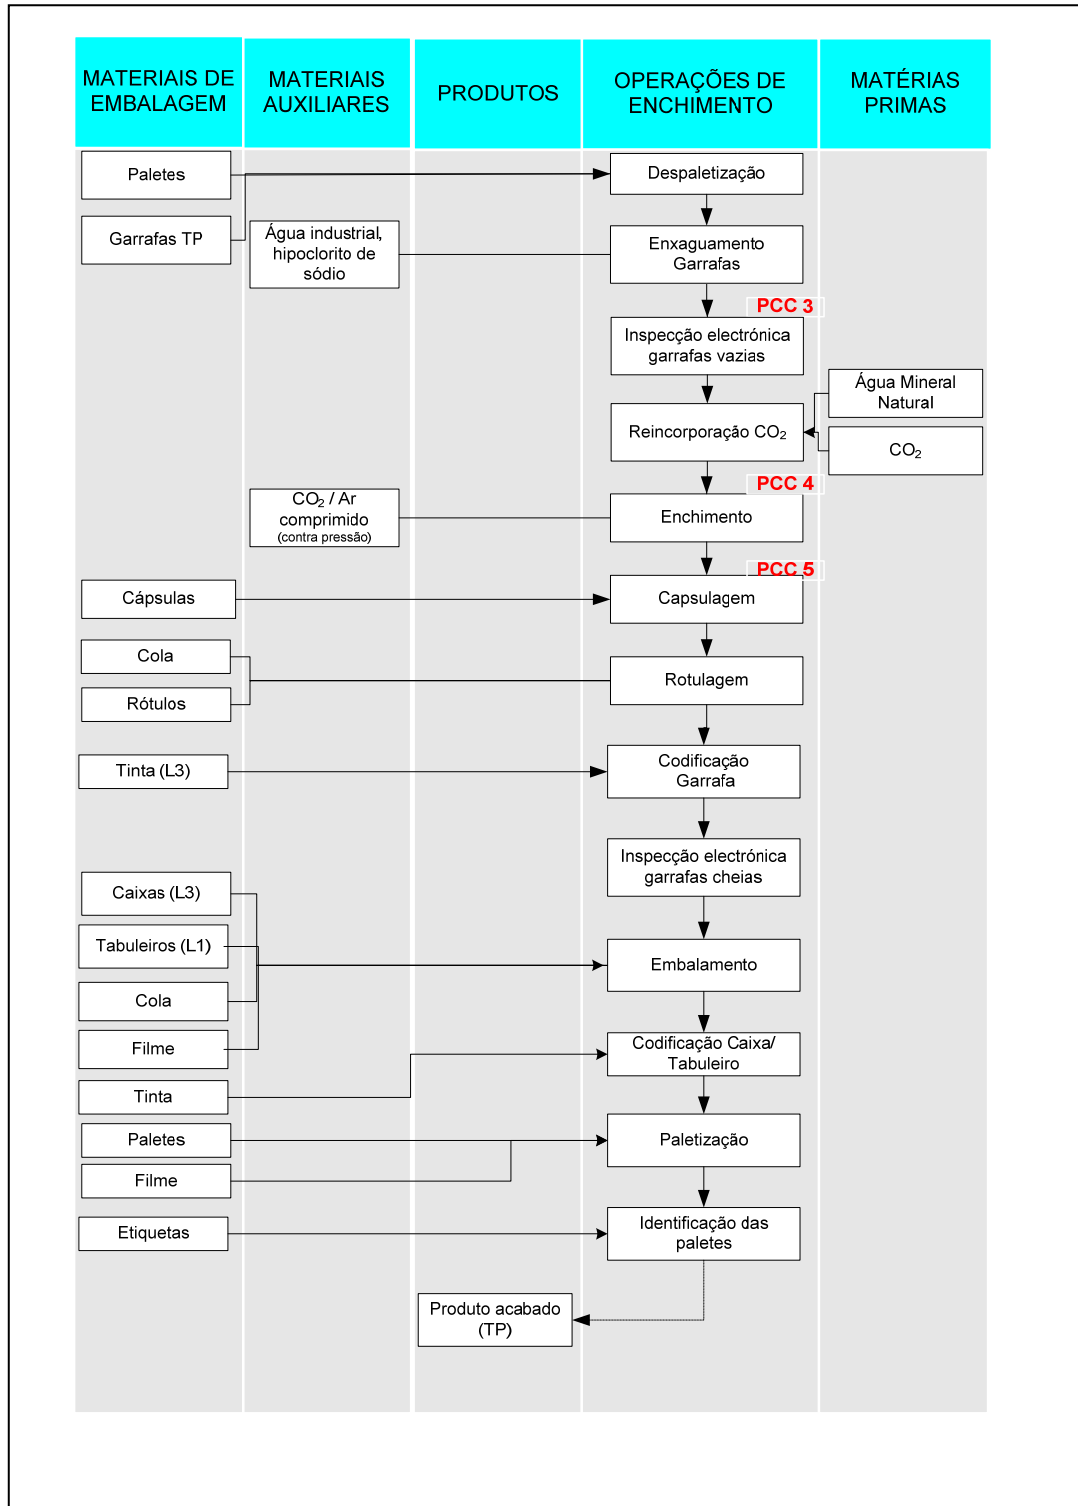 MATERIAIS DE
EMBALAGEM
MATERIAIS
AUXILIARES
PRODUTOS
OPERAÇÕES DE
ENCHIMENTO
MATÉRIAS
PRIMAS
Paletes
Despaletização
Garrafas TP
Água industrial,
hipoclorito de
sódio
Enxaguamento
Garrafas
PCC 3
Inspecção electrónica
garrafas vazias
Água Mineral
Natural
Reincorporação CO₂
CO₂
PCC 4
CO₂ / Ar
comprimido
(contra pressão)
Enchimento
PCC 5
Cápsulas
Capsulagem
Cola
Rotulagem
Rótulos
Tinta (L3)
Codificação
Garrafa
Inspecção electrónica
garrafas cheias
Caixas (L3)
Tabuleiros (L1)
Embalamento
Cola
Filme
Codificação Caixa/
Tabuleiro
Tinta
Paletes
Paletização
Filme
Etiquetas
Identificação das
paletes
Produto acabado
(TP)